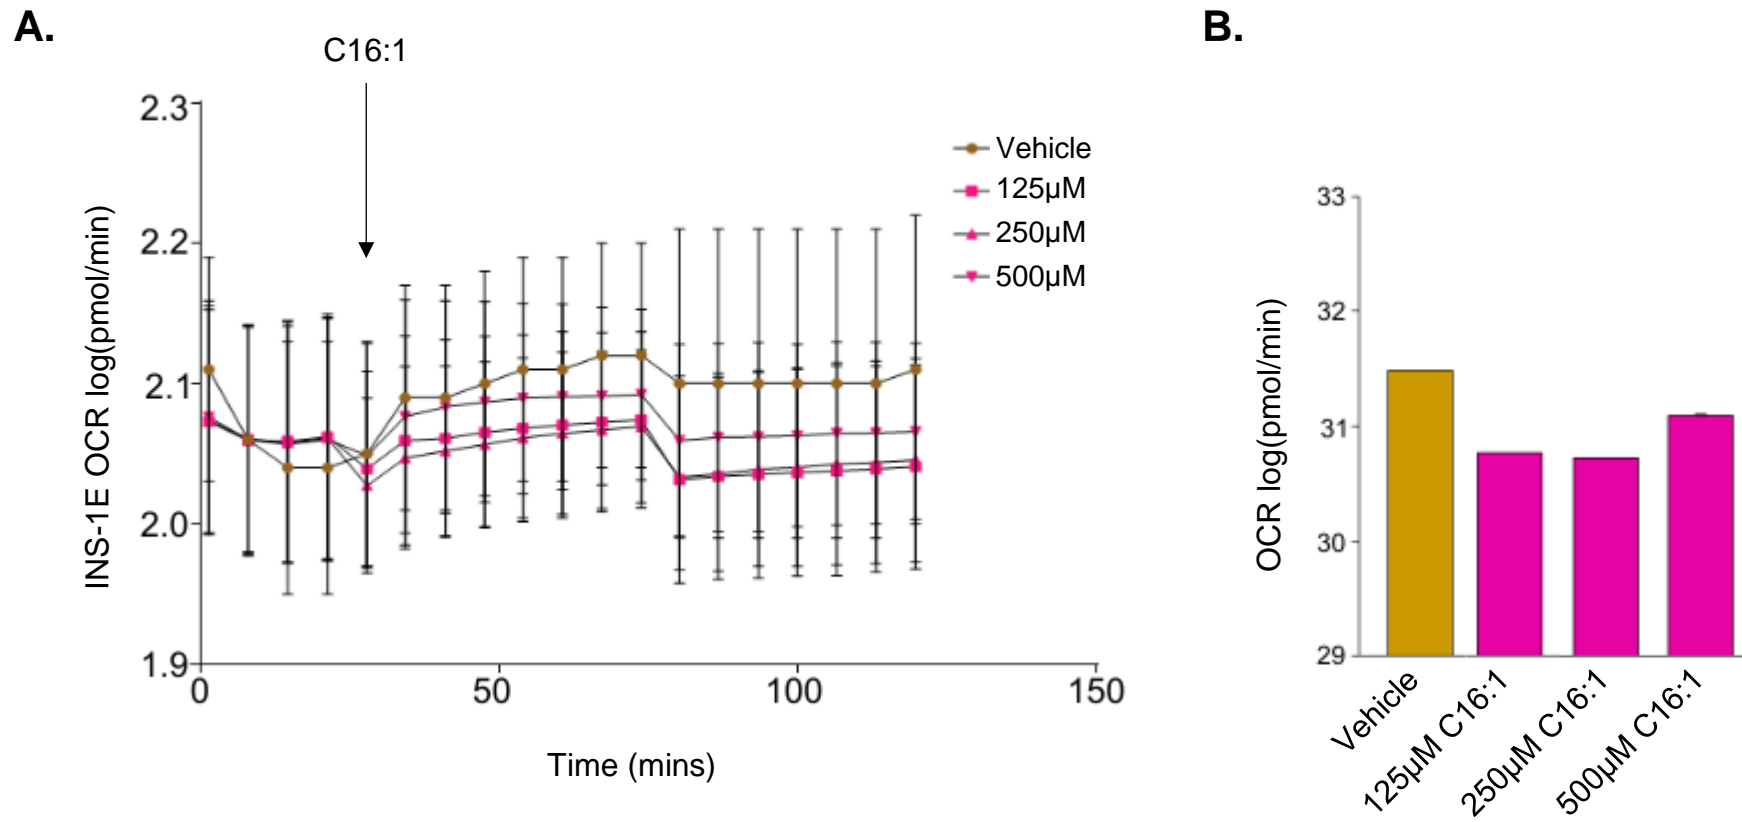 A.
B.
C16:1
2.3
2.2
2.1
2.0
1.9
INS-1E OCR log(pmol/min)
0
50
100
150
Time (mins)
Vehicle
125µM
250µM
500µM
33
32
31
30
29
OCR log(pmol/min)
Vehicle
125µM C16:1
250µM C16:1
500µM C16:1